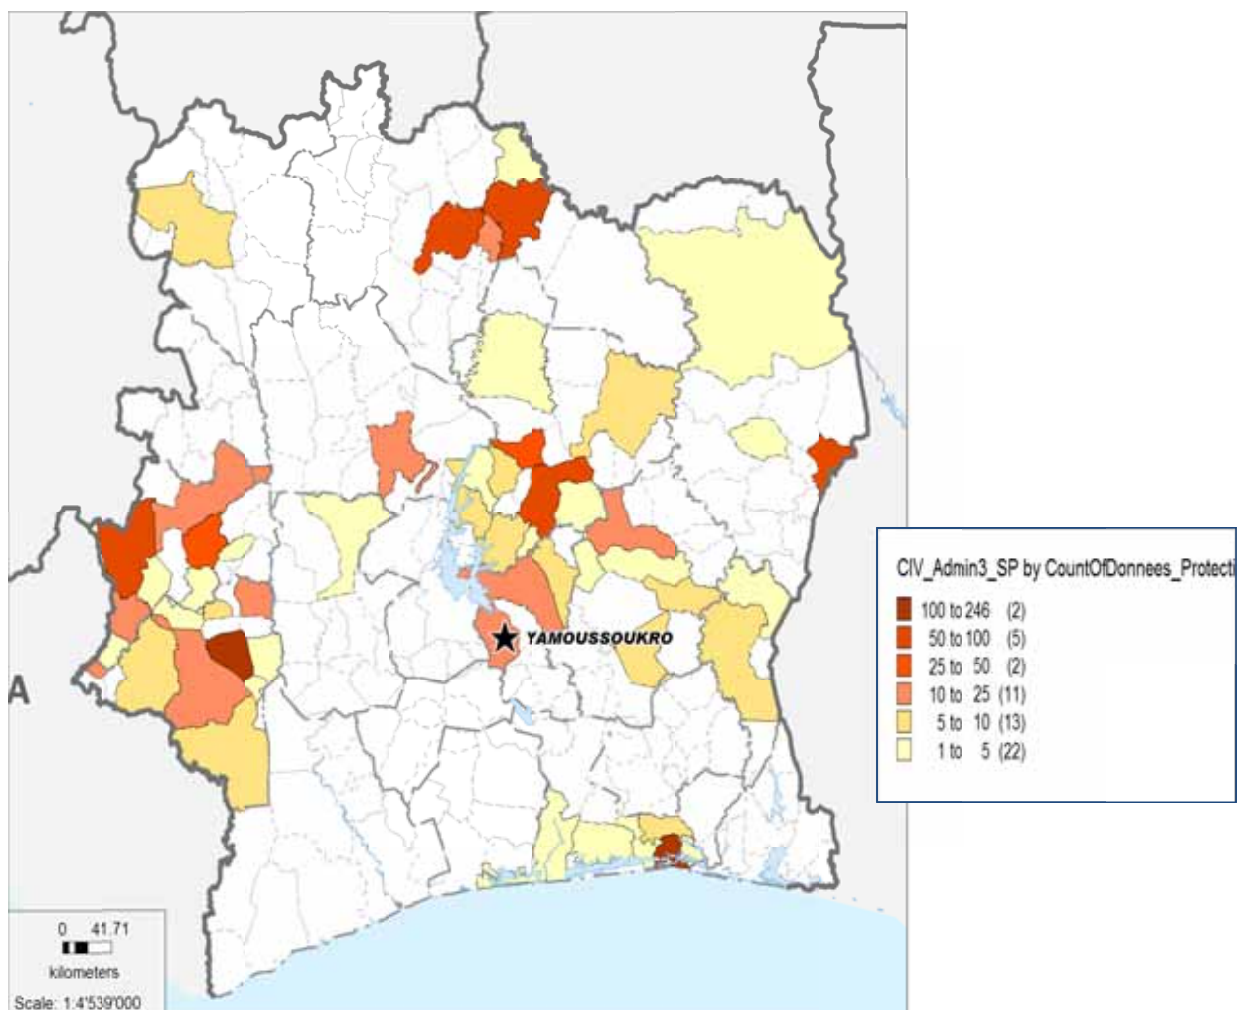 YAMOUSSOUKRO
A
CIV_Admin3_SP by CountOfDonnees_Protecti
100 to 246 (2)
50 to 100 (5)
25 to 50 (2)
10 to 25 (11)
5 to 10 (13)
1 to 5 (22)
0 41.71
kilometers
Scale: 1:4'539'000